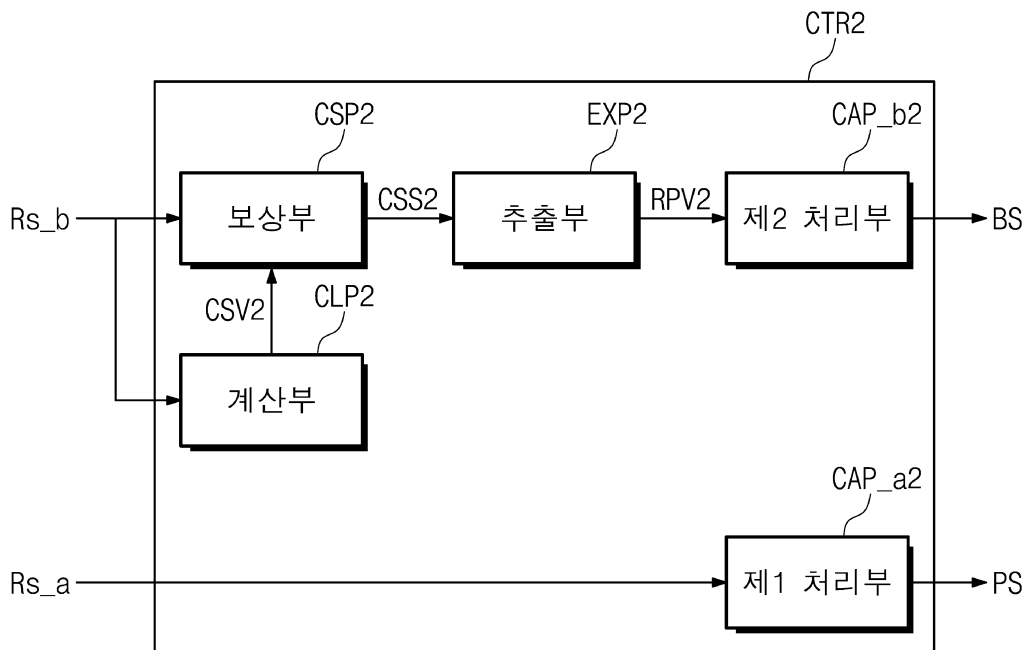 CTR2
CSP2
EXP2
CAP_b2
Rs_b
보상부
CSS2
추출부
RPV2
제2 처리부
BS
CSV2
CLP2
계산부
CAP_a2
Rs_a
제1 처리부
PS